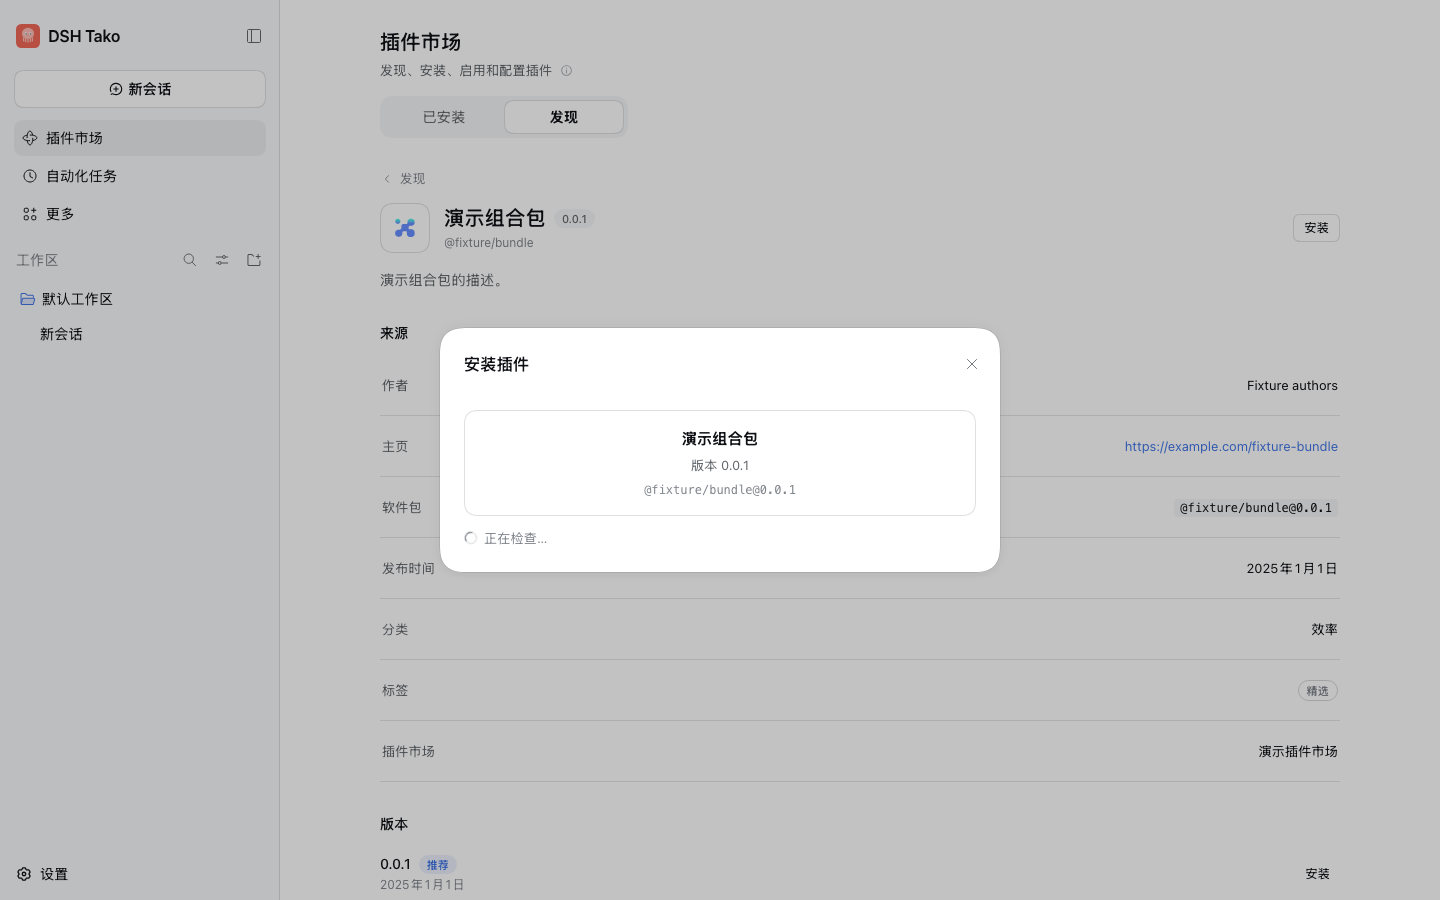 DSH Tako
新会话
插件市场
自动化任务
更多
工作区
默认工作区
新会话
设置
插件市场
发现、安装、启用和配置插件
已安装
发现
发现
演示组合包
0.0.1
@fixture/bundle
安装
演示组合包的描述。
来源
作者
Fixture authors
主页
https://example.com/fixture-bundle
软件包
@fixture/bundle@0.0.1
发布时间
2025年1月1日
分类
效率
标签
精选
插件市场
演示插件市场
版本
0.0.1
推荐
2025年1月1日
安装
安装插件
演示组合包
版本 0.0.1
@fixture/bundle@0.0.1
正在检查...